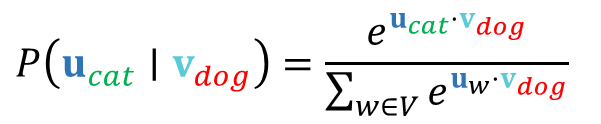 P(u_cat | v_dog) = e^{u_cat · v_dog} / ∑_{w∈V} e^{u_w · v_dog}